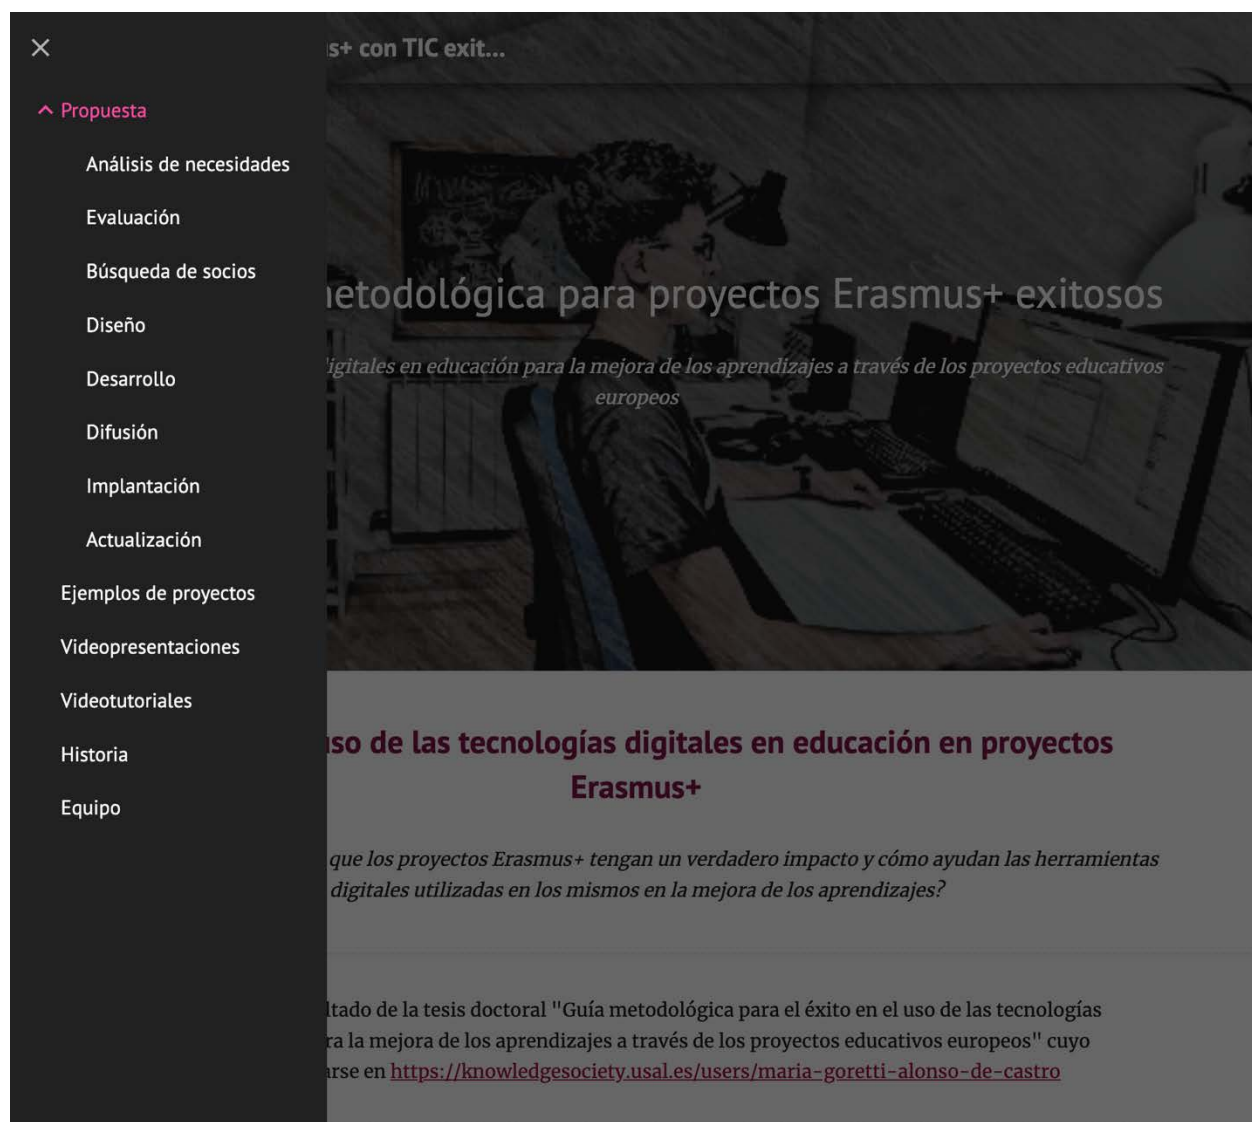 s+ con TIC exit...
Propuesta
Análisis de necesidades
Evaluación
Búsqueda de socios
Diseño
Desarrollo
Difusión
Implantación
Actualización
Ejemplos de proyectos
Videopresentaciones
Videotutoriales
Historia
Equipo
etodológica para proyectos Erasmus+ exitosos
igitales en educación para la mejora de los aprendizajes a través de los proyectos educativos
europeos
so de las tecnologías digitales en educación en proyectos
Erasmus+
que los proyectos Erasmus+ tengan un verdadero impacto y cómo ayudan las herramientas
digitales utilizadas en los mismos en la mejora de los aprendizajes?
ltado de la tesis doctoral "Guía metodológica para el éxito en el uso de las tecnologías
ra la mejora de los aprendizajes a través de los proyectos educativos europeos" cuyo
arse en https://knowledgesociety.usal.es/users/maria-goretti-alonso-de-castro